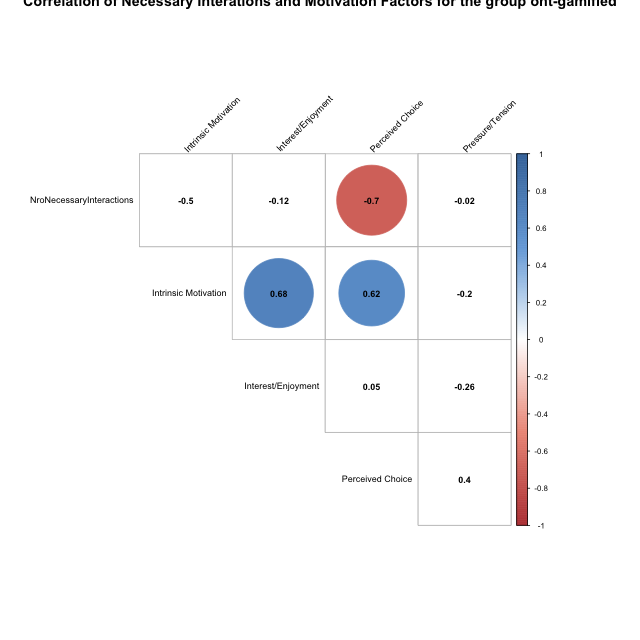 Correlation of Necessary Interations and Motivation Factors for the group ont-gamified
Intrinsic Motivation
Interest/Enjoyment
Perceived Choice
Pressure/Tension
NroNecessaryInteractions -0.5 -0.12 -0.7 -0.02
Intrinsic Motivation 0.68 0.62 -0.2
Interest/Enjoyment 0.05 -0.26
Perceived Choice 0.4
1
0.8
0.6
0.4
0.2
0
-0.2
-0.4
-0.6
-0.8
-1